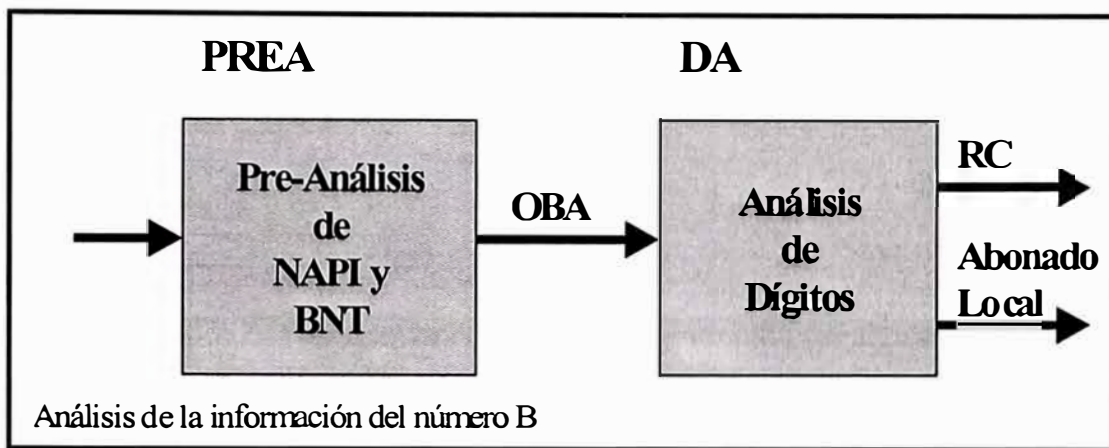 PREA
DA
Pre-Análisis
de
NAPI y
BNT
OBA
Análisis
de
Dígitos
RC
Abonado
Local
Análisis de la información del número B